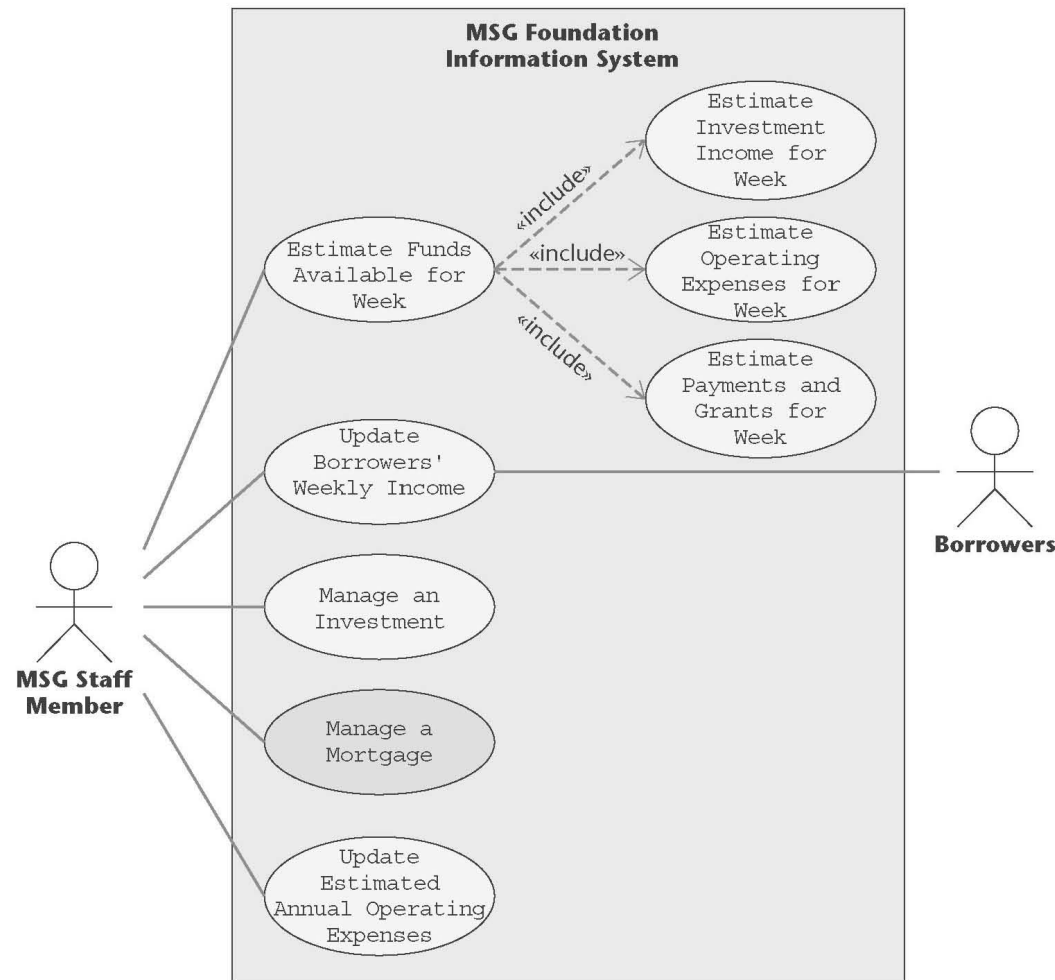 MSG Foundation
Information System
Estimate
Investment
Income for
Week
«include»
Estimate Funds
Available for
Week
«include»
Estimate
Operating
Expenses for
Week
«include»
Estimate
Payments and
Grants for
Week
Update
Borrowers'
Weekly Income
Borrowers
Manage an
Investment
MSG Staff
Member
Manage a
Mortgage
Update
Estimated
Annual Operating
Expenses